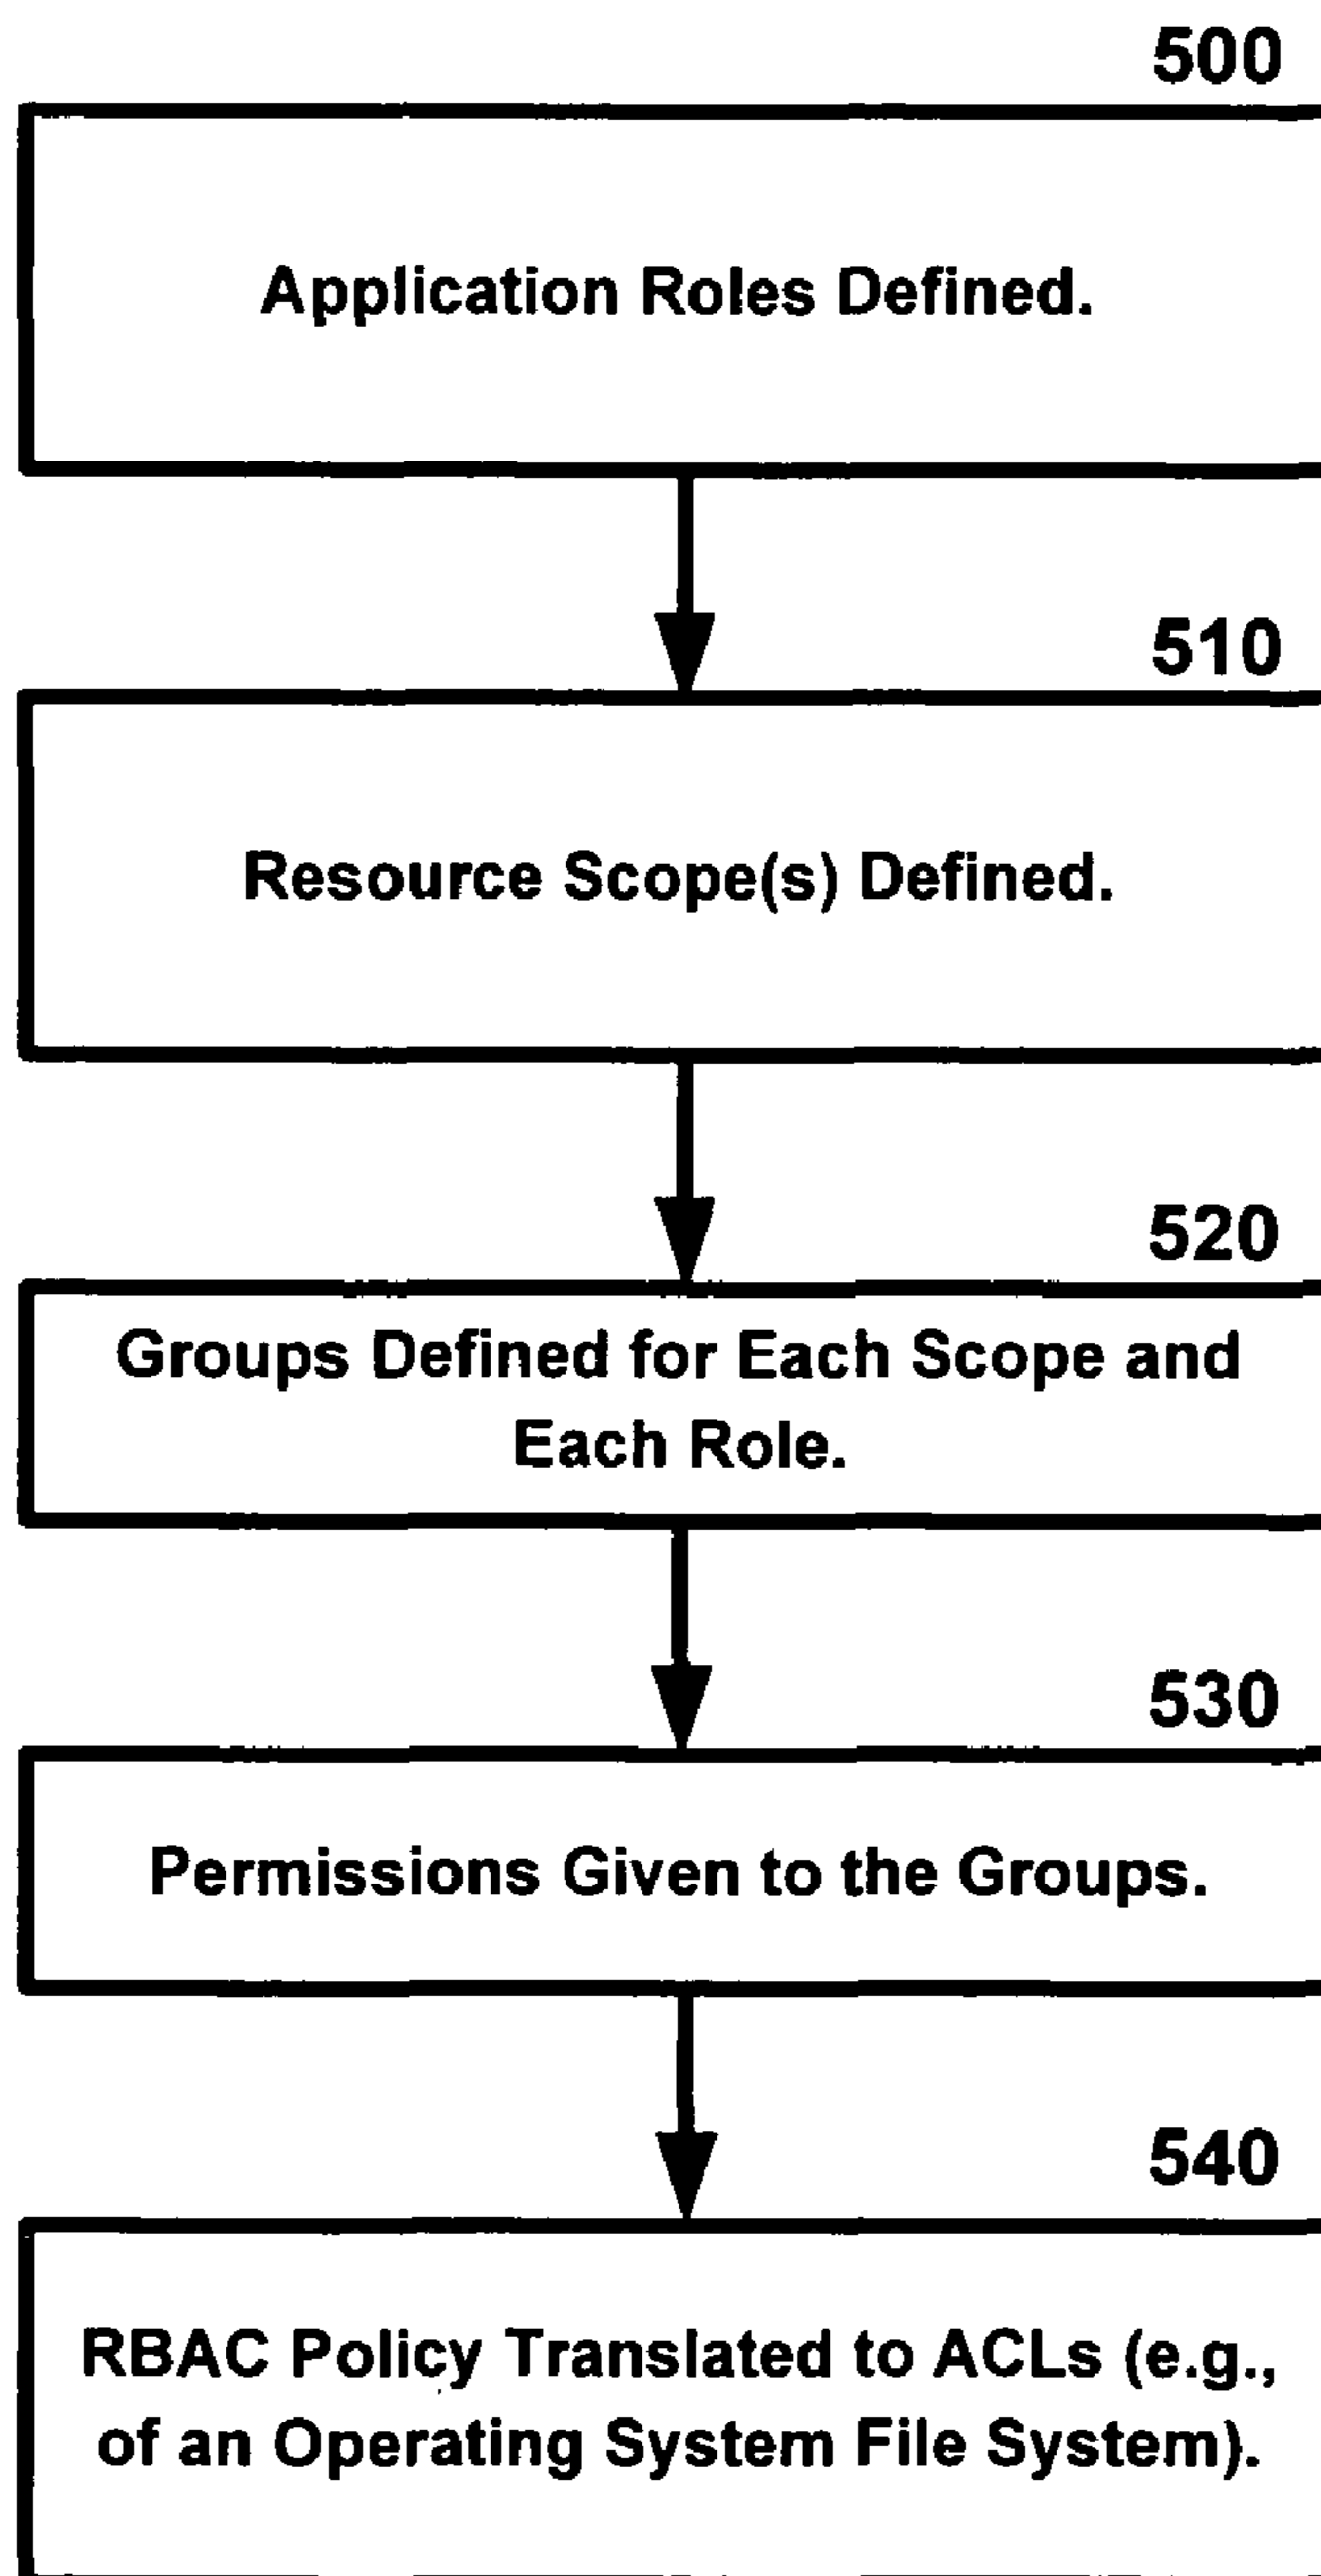 500
Application Roles Defined.
510
Resource Scope(s) Defined.
520
Groups Defined for Each Scope and
Each Role.
530
Permissions Given to the Groups.
540
RBAC Policy Translated to ACLs (e.g.,
of an Operating System File System).